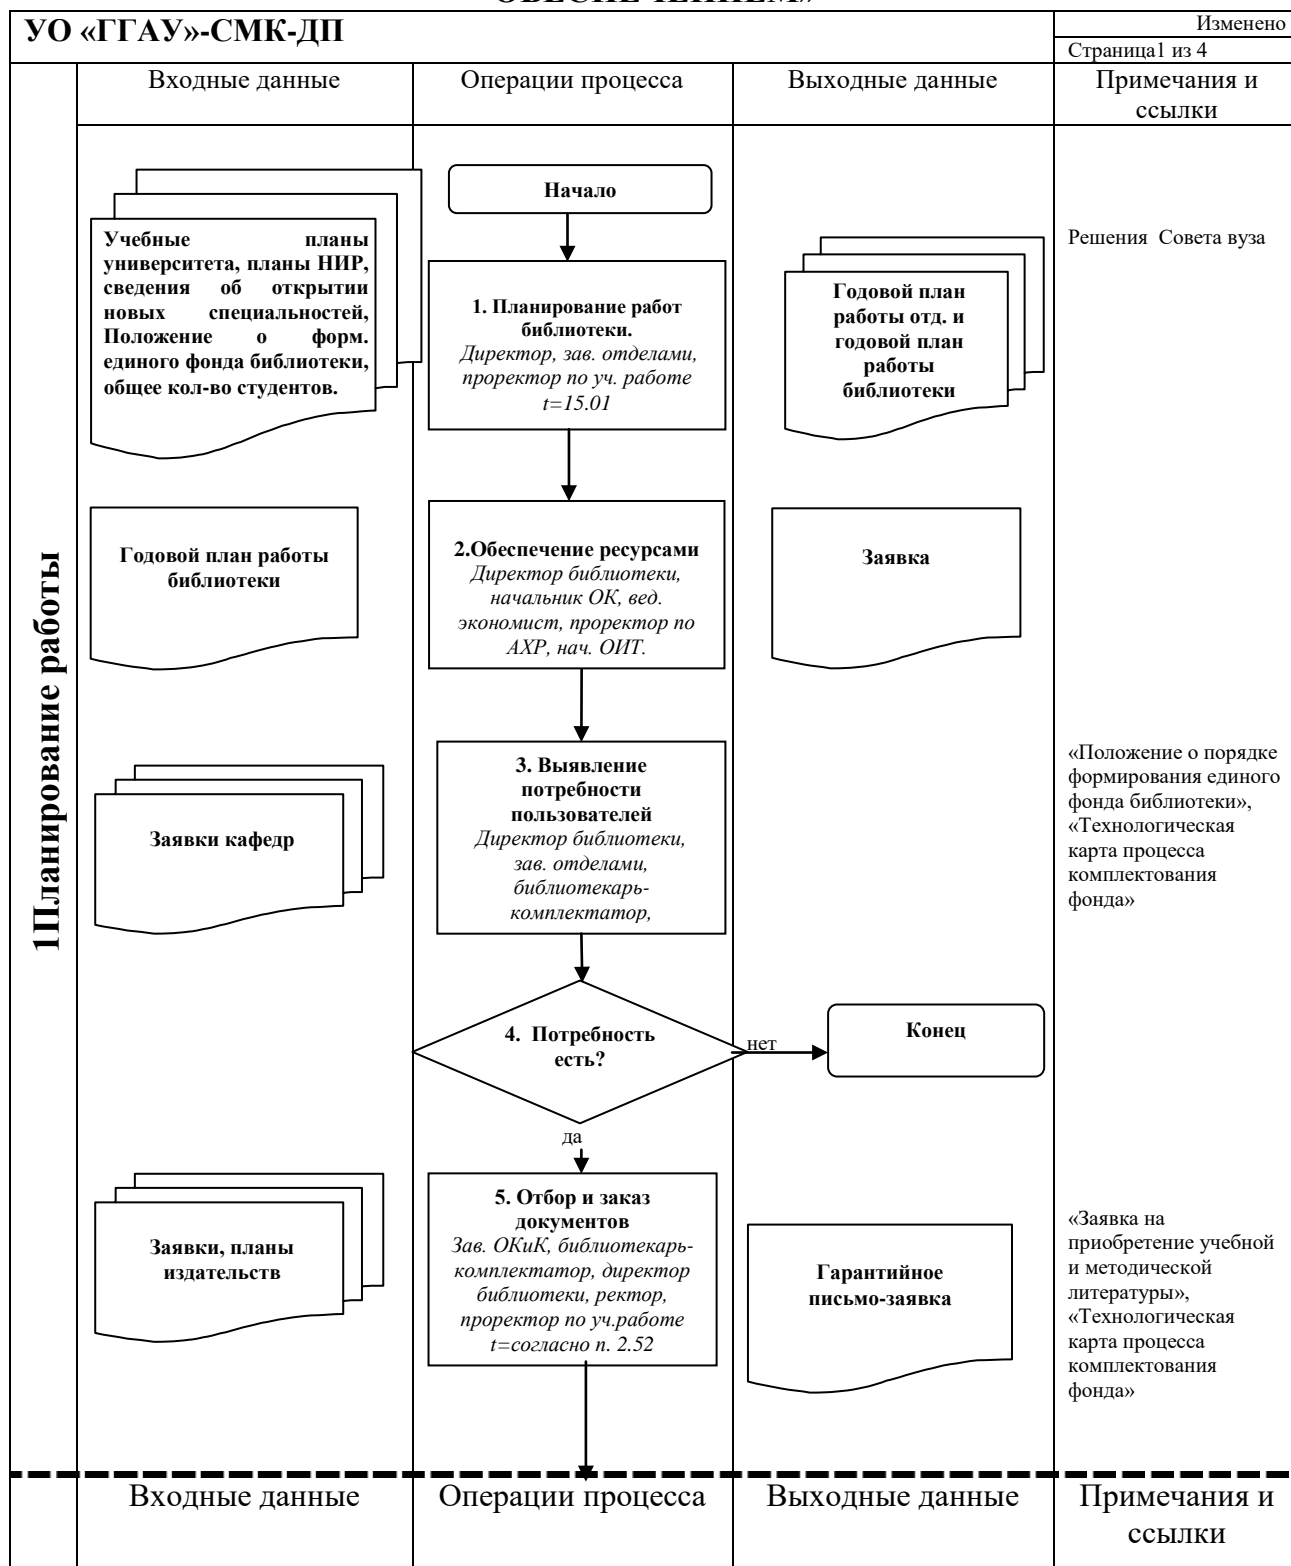 ОБЕСПЕЧЕНИЕМ»
УО «ГГАУ»-СМК-ДП
Изменено
Страница1 из 4
Входные данные
Операции процесса
Выходные данные
Примечания и
ссылки
1Планирование работы
Начало
Учебные планы
университета, планы НИР,
сведения об открытии
новых специальностей,
Положение о форм.
единого фонда библиотеки,
общее кол-во студентов.
1. Планирование работ
библиотеки.
Директор, зав. отделами,
проректор по уч. работе
t=15.01
Годовой план
работы отд. и
годовой план
работы
библиотеки
Решения Совета вуза
Годовой план работы
библиотеки
2.Обеспечение ресурсами
Директор библиотеки,
начальник ОК, вед.
экономист, проректор по
АХР, нач. ОИТ.
Заявка
Заявки кафедр
3. Выявление
потребности
пользователей
Директор библиотеки,
зав. отделами,
библиотекарь-
комплектатор,
«Положение о порядке
формирования единого
фонда библиотеки»,
«Технологическая
карта процесса
комплектования
фонда»
4. Потребность
есть?
нет
Конец
да
Заявки, планы
издательств
5. Отбор и заказ
документов
Зав. ОКиК, библиотекарь-
комплектатор, директор
библиотеки, ректор,
проректор по уч.работе
t=согласно п. 2.52
Гарантийное
письмо-заявка
«Заявка на
приобретение учебной
и методической
литературы»,
«Технологическая
карта процесса
комплектования
фонда»
Входные данные
Операции процесса
Выходные данные
Примечания и
ссылки